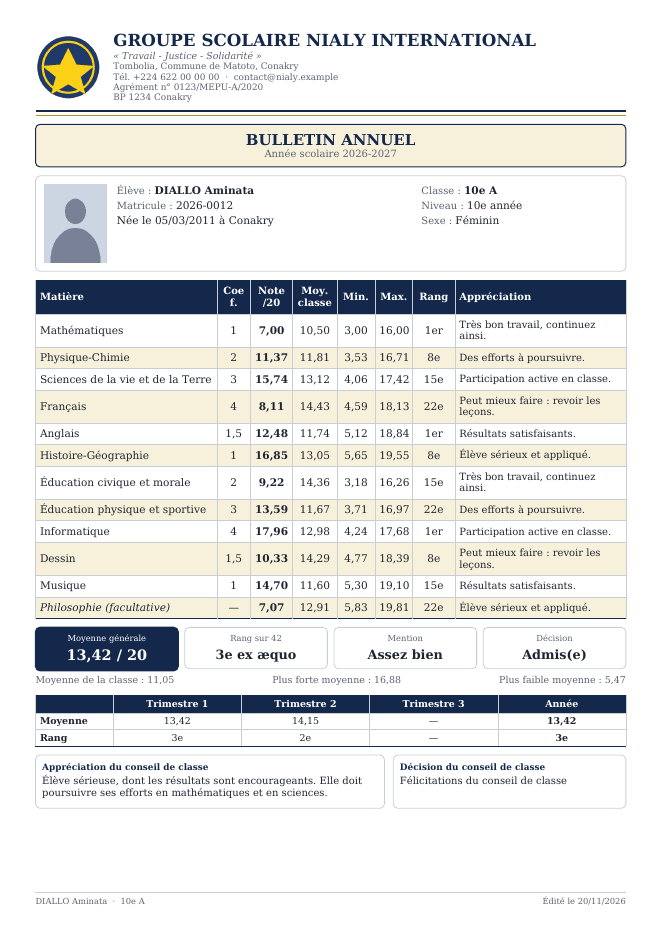 GROUPE SCOLAIRE NIALY INTERNATIONAL
« Travail - Justice - Solidarité »
Tombolia, Commune de Matoto, Conakry
Tél. +224 622 00 00 00 · contact@nialy.example
Agrément n° 0123/MEPU-A/2020
BP 1234 Conakry
BULLETIN ANNUEL
Année scolaire 2026-2027
Élève : DIALLO Aminata
Matricule : 2026-0012
Née le 05/03/2011 à Conakry
Classe : 10e A
Niveau : 10e année
Sexe : Féminin
Matière Coef. Note /20 Moy. classe Min. Max. Rang Appréciation
Mathématiques 1 7,00 10,50 3,00 16,00 1er Très bon travail, continuez ainsi.
Physique-Chimie 2 11,37 11,81 3,53 16,71 8e Des efforts à poursuivre.
Sciences de la vie et de la Terre 3 15,74 13,12 4,06 17,42 15e Participation active en classe.
Français 4 8,11 14,43 4,59 18,13 22e Peut mieux faire : revoir les leçons.
Anglais 1,5 12,48 11,74 5,12 18,84 1er Résultats satisfaisants.
Histoire-Géographie 1 16,85 13,05 5,65 19,55 8e Élève sérieux et appliqué.
Éducation civique et morale 2 9,22 14,36 3,18 16,26 15e Très bon travail, continuez ainsi.
Éducation physique et sportive 3 13,59 11,67 3,71 16,97 22e Des efforts à poursuivre.
Informatique 4 17,96 12,98 4,24 17,68 1er Participation active en classe.
Dessin 1,5 10,33 14,29 4,77 18,39 8e Peut mieux faire : revoir les leçons.
Musique 1 14,70 11,60 5,30 19,10 15e Résultats satisfaisants.
Philosophie (facultative) — 7,07 12,91 5,83 19,81 22e Élève sérieux et appliqué.
Moyenne générale
13,42 / 20
Rang sur 42
3e ex æquo
Mention
Assez bien
Décision
Admis(e)
Moyenne de la classe : 11,05 Plus forte moyenne : 16,88 Plus faible moyenne : 5,47
Trimestre 1 Trimestre 2 Trimestre 3 Année
Moyenne 13,42 14,15 — 13,42
Rang 3e 2e — 3e
Appréciation du conseil de classe
Élève sérieuse, dont les résultats sont encourageants. Elle doit
poursuivre ses efforts en mathématiques et en sciences.
Décision du conseil de classe
Félicitations du conseil de classe
DIALLO Aminata · 10e A Édité le 20/11/2026